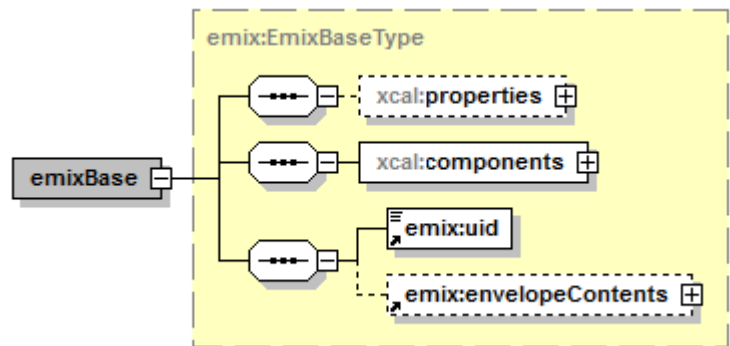 emix:EmixBaseType
xcal:properties
xcal:components
emixBase
emix:uid
emix:envelopeContents